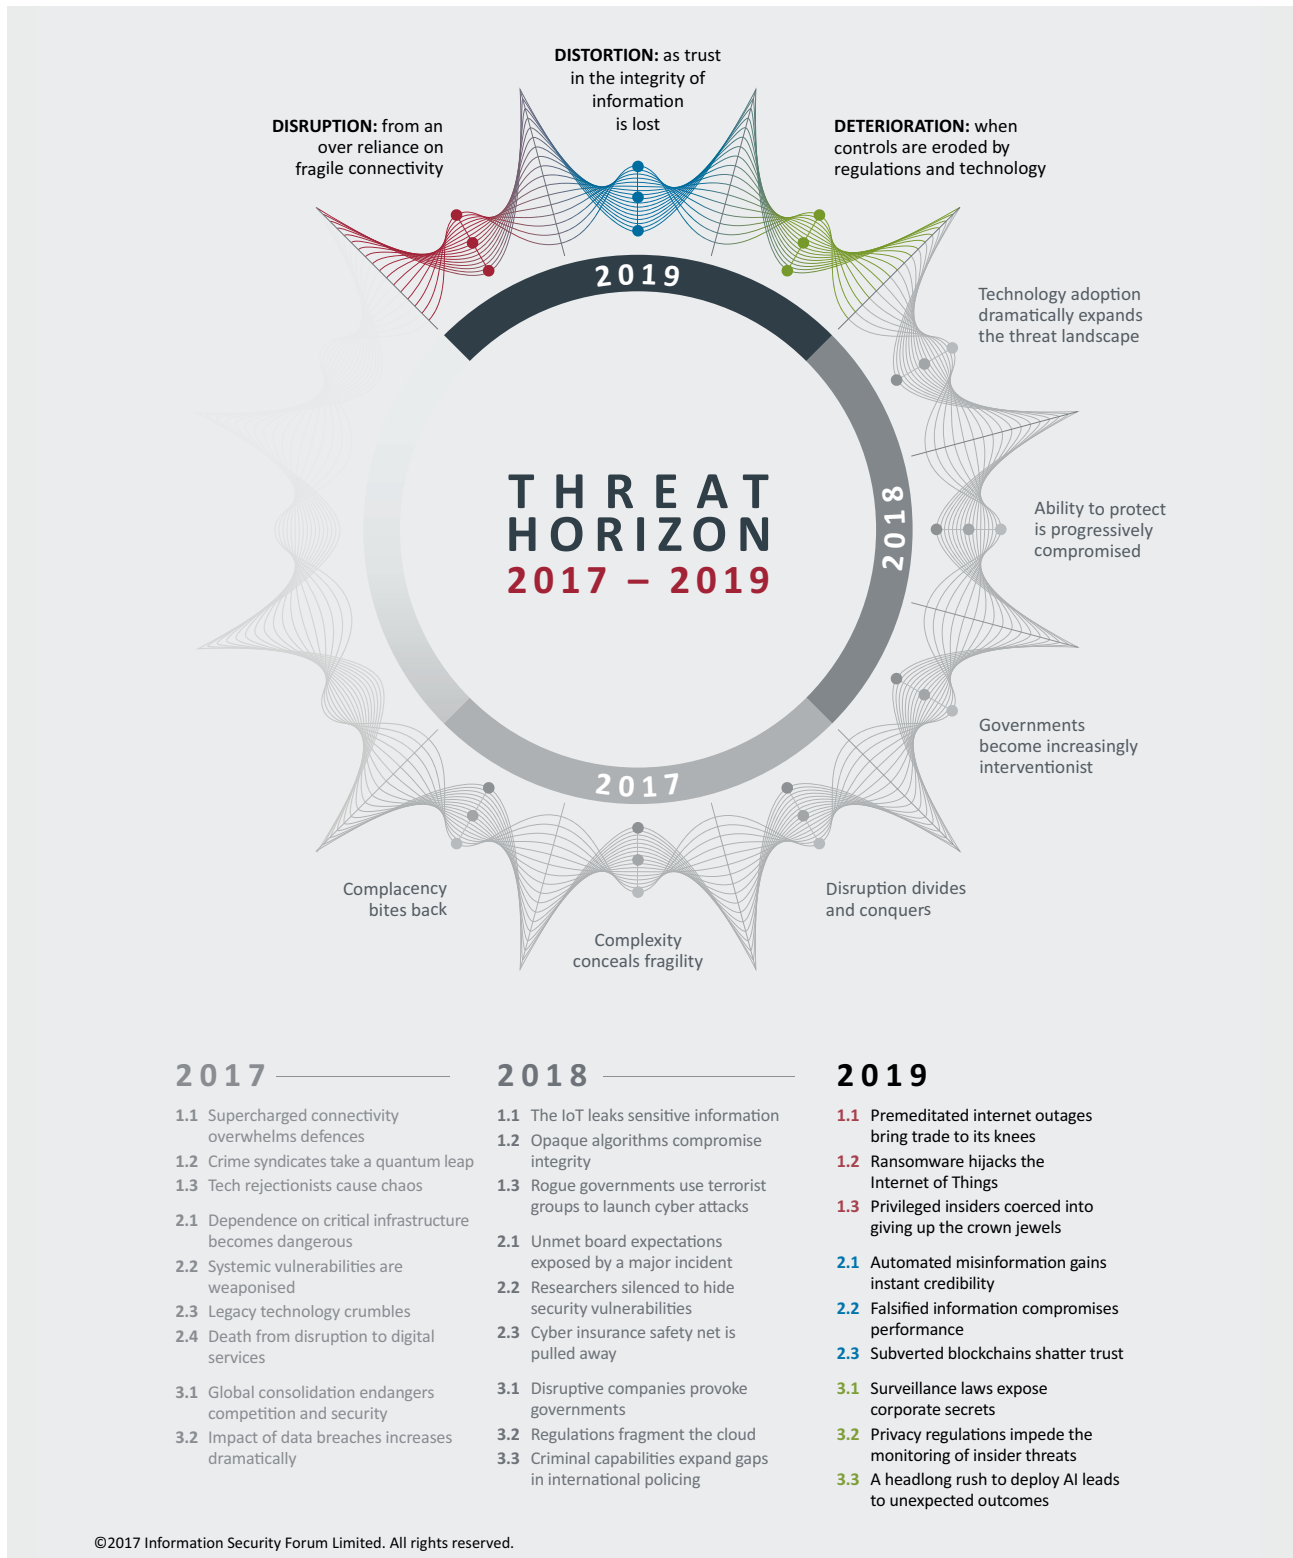 DISTORTION: as trust
in the integrity of
information
is lost
DISRUPTION: from an
over reliance on
fragile connectivity
DETERIORATION: when
controls are eroded by
regulations and technology
2019
Technology adoption
dramatically expands
the threat landscape
THREAT
HORIZON
2017 – 2019
2018
Ability to protect
is progressively
compromised
Governments
become increasingly
interventionist
2017
Complacency
bites back
Disruption divides
and conquers
Complexity
conceals fragility
2017
1.1 Supercharged connectivity
overwhelms defences
1.2 Crime syndicates take a quantum leap
1.3 Tech rejectionists cause chaos
2.1 Dependence on critical infrastructure
becomes dangerous
2.2 Systemic vulnerabilities are
weaponised
2.3 Legacy technology crumbles
2.4 Death from disruption to digital
services
3.1 Global consolidation endangers
competition and security
3.2 Impact of data breaches increases
dramatically
2018
1.1 The IoT leaks sensitive information
1.2 Opaque algorithms compromise
integrity
1.3 Rogue governments use terrorist
groups to launch cyber attacks
2.1 Unmet board expectations
exposed by a major incident
2.2 Researchers silenced to hide
security vulnerabilities
2.3 Cyber insurance safety net is
pulled away
3.1 Disruptive companies provoke
governments
3.2 Regulations fragment the cloud
3.3 Criminal capabilities expand gaps
in international policing
2019
1.1 Premeditated internet outages
bring trade to its knees
1.2 Ransomware hijacks the
Internet of Things
1.3 Privileged insiders coerced into
giving up the crown jewels
2.1 Automated misinformation gains
instant credibility
2.2 Falsified information compromises
performance
2.3 Subverted blockchains shatter trust
3.1 Surveillance laws expose
corporate secrets
3.2 Privacy regulations impede the
monitoring of insider threats
3.3 A headlong rush to deploy AI leads
to unexpected outcomes
©2017 Information Security Forum Limited. All rights reserved.